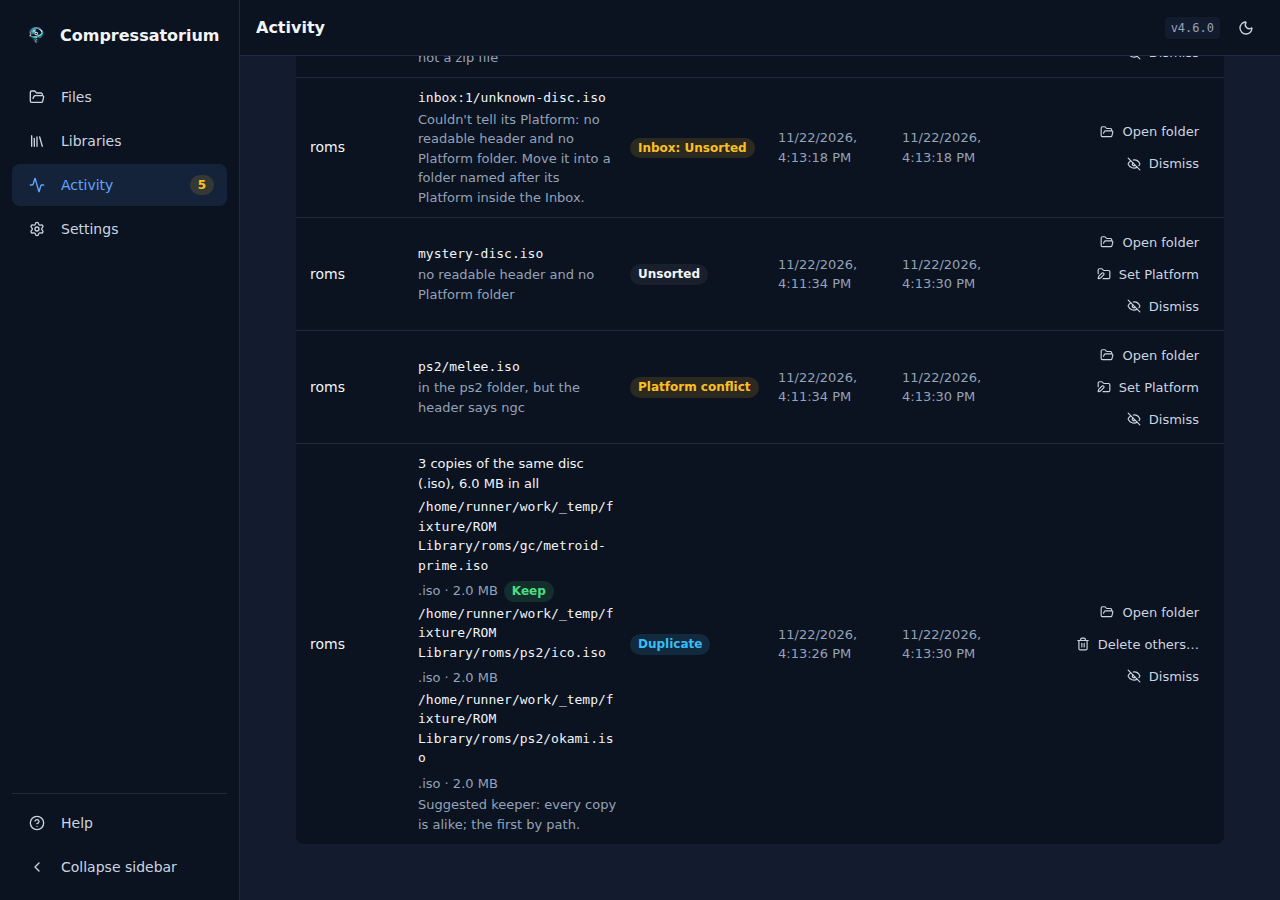 Compressatorium
Activity
v4.6.0
Files
Libraries
Activity
5
Settings
Help
Collapse sidebar
not a zip file
Dismiss
roms
inbox:1/unknown-disc.iso
Couldn't tell its Platform: no
readable header and no
Platform folder. Move it into a
folder named after its
Platform inside the Inbox.
Inbox: Unsorted
11/22/2026,
4:13:18 PM
11/22/2026,
4:13:18 PM
Open folder
Dismiss
roms
mystery-disc.iso
no readable header and no
Platform folder
Unsorted
11/22/2026,
4:11:34 PM
11/22/2026,
4:13:30 PM
Open folder
Set Platform
Dismiss
roms
ps2/melee.iso
in the ps2 folder, but the
header says ngc
Platform conflict
11/22/2026,
4:11:34 PM
11/22/2026,
4:13:30 PM
Open folder
Set Platform
Dismiss
roms
3 copies of the same disc
(.iso), 6.0 MB in all
/home/runner/work/_temp/f
ixture/ROM
Library/roms/gc/metroid-
prime.iso
.iso · 2.0 MB Keep
/home/runner/work/_temp/f
ixture/ROM
Library/roms/ps2/ico.iso
.iso · 2.0 MB
/home/runner/work/_temp/f
ixture/ROM
Library/roms/ps2/okami.is
o
.iso · 2.0 MB
Suggested keeper: every copy
is alike; the first by path.
Duplicate
11/22/2026,
4:13:26 PM
11/22/2026,
4:13:30 PM
Open folder
Delete others…
Dismiss